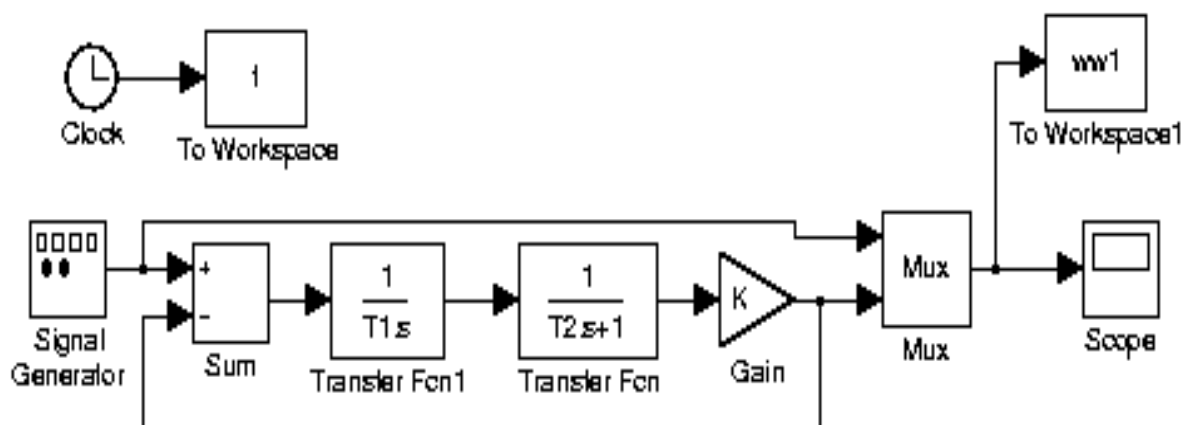 t
ww1
Clock
To Workspace
To Workspace1
Signal Generator
+
−
Sum
1
T1.s
Transfer Fcn1
1
T2.s+1
Transfer Fcn
K
Gain
Mux
Mux
Scope